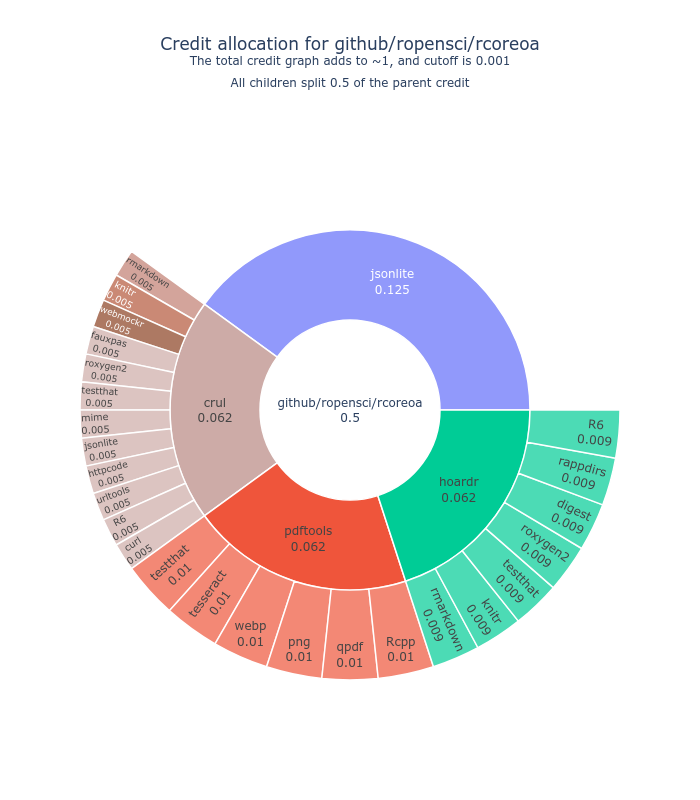 Credit allocation for github/ropensci/rcoreoa
The total credit graph adds to ~1, and cutoff is 0.001
All children split 0.5 of the parent credit
github/ropensci/rcoreoa
0.5
jsonlite
0.125
crul
0.062
pdftools
0.062
hoardr
0.062
rmarkdown
0.005
knitr
0.005
webmockr
0.005
fauxpas
0.005
roxygen2
0.005
testthat
0.005
mime
0.005
jsonlite
0.005
httpcode
0.005
urltools
0.005
R6
0.005
curl
0.005
testthat
0.01
tesseract
0.01
webp
0.01
png
0.01
qpdf
0.01
Rcpp
0.01
rmarkdown
0.009
knitr
0.009
testthat
0.009
roxygen2
0.009
digest
0.009
rappdirs
0.009
R6
0.009